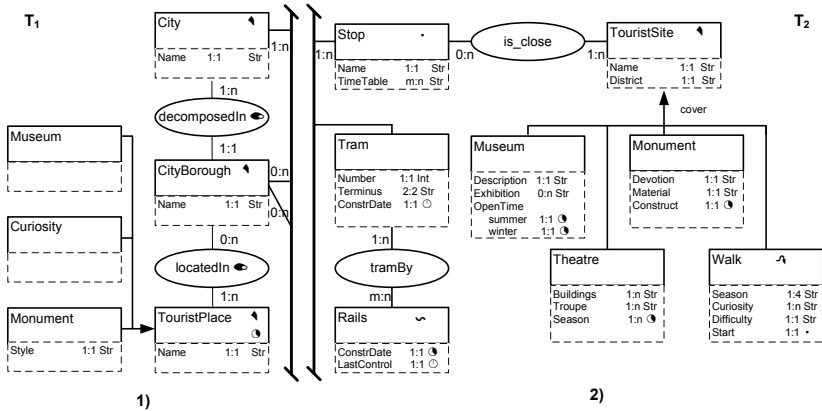 T1
T2
City
Name 1:1 Str
1:n
1:n
decomposedIn
1:1
CityBorough
Name 1:1 Str
0:n
0:n
0:n
locatedIn
1:n
TouristPlace
Name 1:1 Str
Museum
Curiosity
Monument
Style 1:1 Str
1)
1:n
Stop
Name 1:1 Str
TimeTable m:n Str
0:n
is_close
1:n
TouristSite
Name 1:1 Str
District 1:1 Str
cover
Tram
Number 1:1 Int
Terminus 2:2 Str
ConstrDate 1:1
1:n
tramBy
m:n
Rails
ConstrDate 1:1
LastControl 1:1
Museum
Description 1:1 Str
Exhibition 0:n Str
OpenTime
summer 1:1
winter 1:1
Monument
Devotion 1:1 Str
Material 1:1 Str
Construct 1:1
Theatre
Buildings 1:n Str
Troupe 1:n Str
Season 1:n
Walk
Season 1:4 Str
Curiosity 1:n Str
Difficulty 1:1 Str
Start 1:1
2)